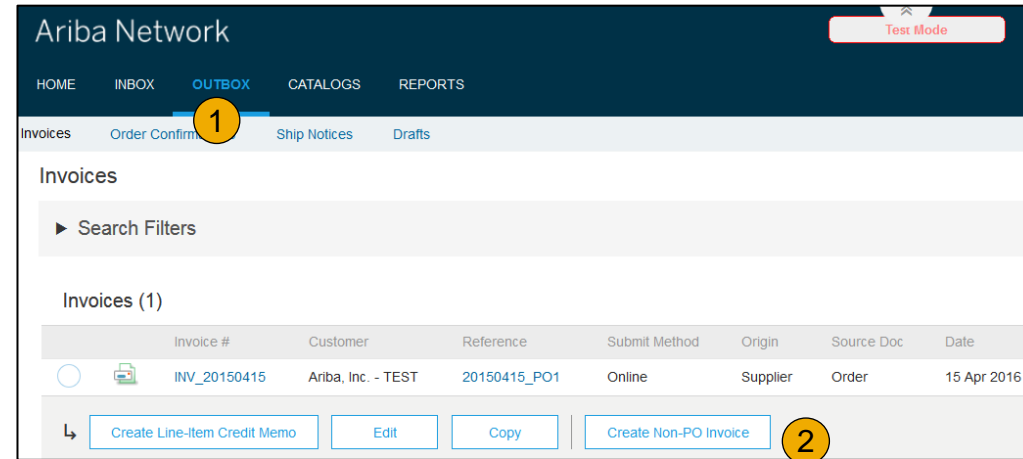 Ariba Network
Test Mode
HOME INBOX OUTBOX CATALOGS REPORTS
1
Invoices Order Confirm Ship Notices Drafts
Invoices
► Search Filters
Invoices (1)
Invoice # Customer Reference Submit Method Origin Source Doc Date
INV_20150415 Ariba, Inc. - TEST 20150415_PO1 Online Supplier Order 15 Apr 2016
Create Line-Item Credit Memo Edit Copy Create Non-PO Invoice
2